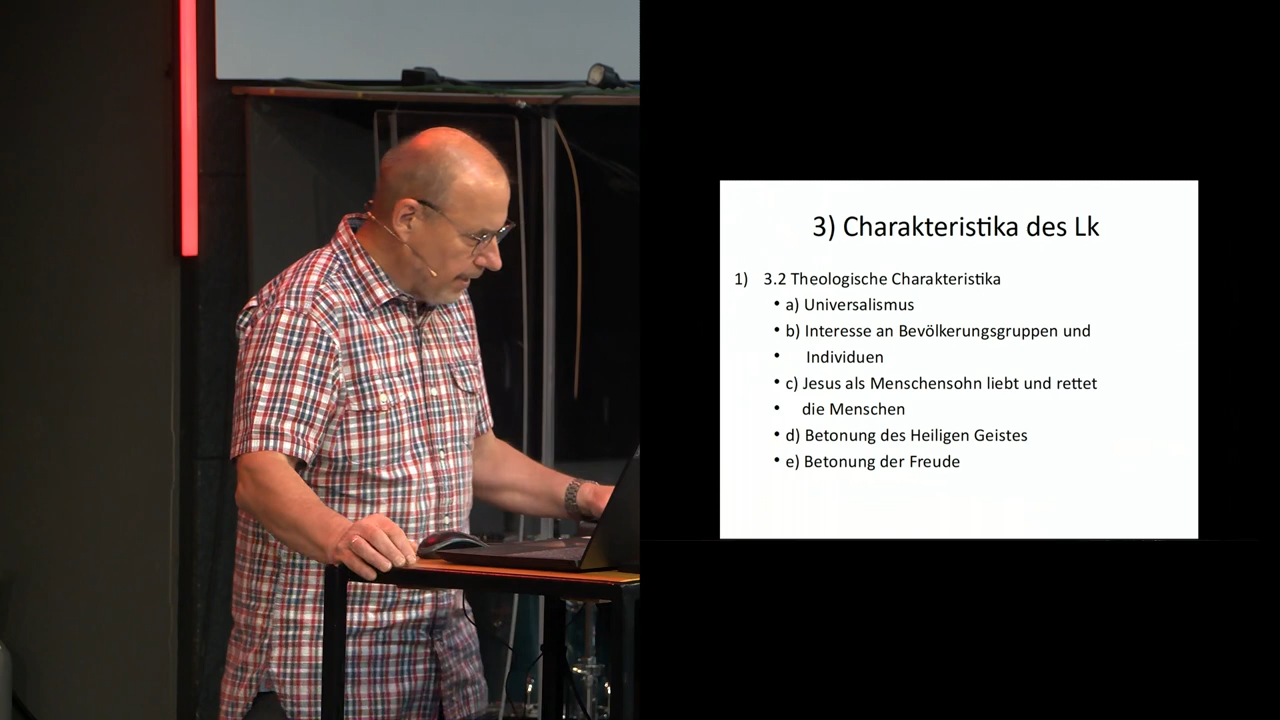 3) Charakteristika des Lk
1) 3.2 Theologische Charakteristika
• a) Universalismus
• b) Interesse an Bevölkerungsgruppen und
• Individuen
• c) Jesus als Menschensohn liebt und rettet
• die Menschen
• d) Betonung des Heiligen Geistes
• e) Betonung der Freude